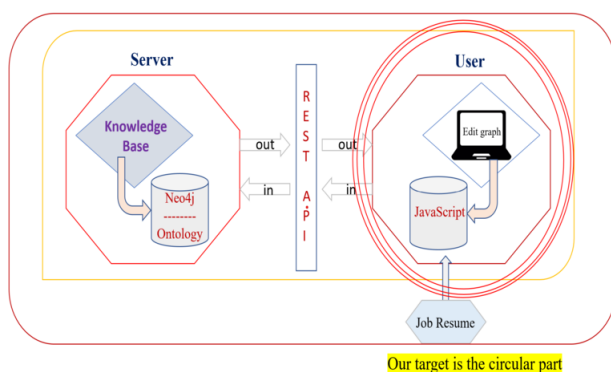 Server
User
Knowledge
Base
Neo4j
--------
Ontology
out
in
REST API
out
in
Edit graph
JavaScript
Job Resume
Our target is the circular part